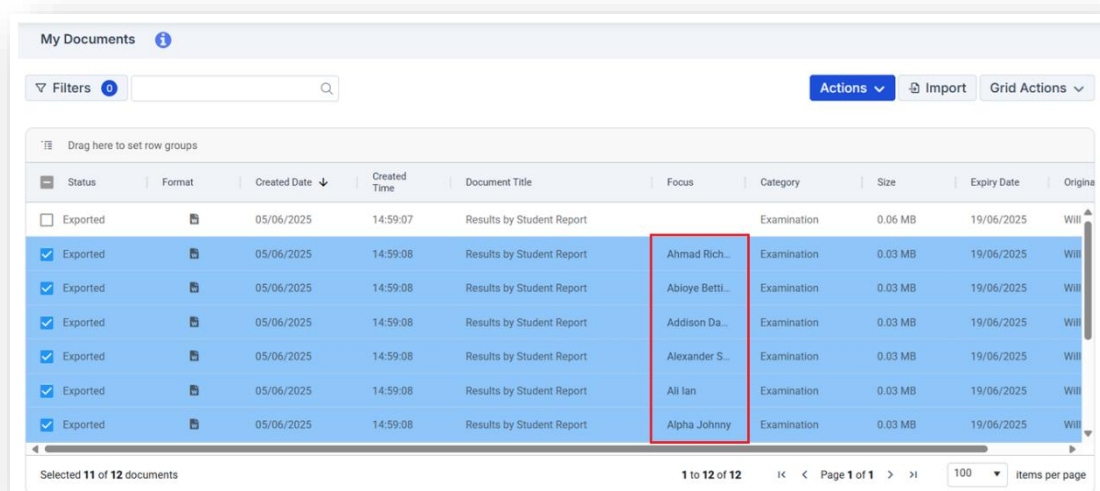 My Documents
Filters 0 Actions Import Grid Actions
Drag here to set row groups
Status Format Created Date Created Time Document Title Focus Category Size Expiry Date Origina
Exported 05/06/2025 14:59:07 Results by Student Report Examination 0.06 MB 19/06/2025 Will
Exported 05/06/2025 14:59:08 Results by Student Report Ahmad Rich... Examination 0.03 MB 19/06/2025 Will
Exported 05/06/2025 14:59:08 Results by Student Report Abioye Betti... Examination 0.03 MB 19/06/2025 Will
Exported 05/06/2025 14:59:08 Results by Student Report Addison Da... Examination 0.03 MB 19/06/2025 Will
Exported 05/06/2025 14:59:08 Results by Student Report Alexander S... Examination 0.03 MB 19/06/2025 Will
Exported 05/06/2025 14:59:08 Results by Student Report Ali Ian Examination 0.03 MB 19/06/2025 Will
Exported 05/06/2025 14:59:08 Results by Student Report Alpha Johnny Examination 0.03 MB 19/06/2025 Will
Selected 11 of 12 documents 1 to 12 of 12 Page 1 of 1 100 items per page